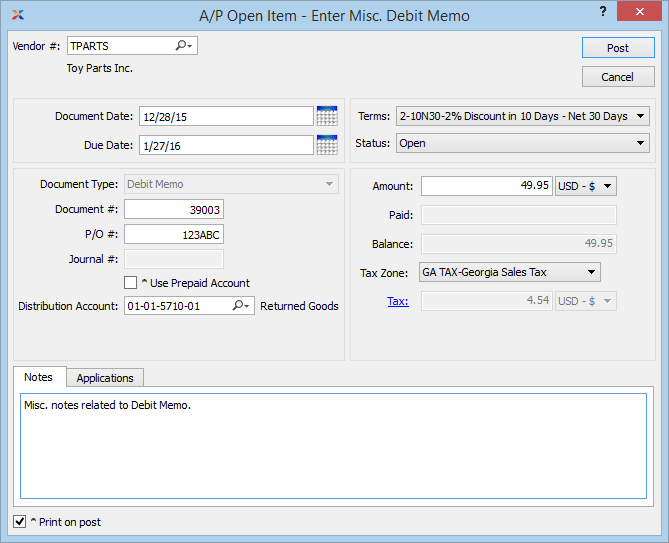 A/P Open Item - Enter Misc. Debit Memo
?
Vendor #: TPARTS
Toy Parts Inc.
Post
Cancel
Document Date: 12/28/15
Due Date: 1/27/16
Terms: 2-10N30-2% Discount in 10 Days - Net 30 Days
Status: Open
Document Type: Debit Memo
Document #: 39003
P/O #: 123ABC
Journal #:
^ Use Prepaid Account
Distribution Account: 01-01-5710-01 Returned Goods
Amount: 49.95 USD - $
Paid:
Balance: 49.95
Tax Zone: GA TAX-Georgia Sales Tax
Tax: 4.54 USD - $
Notes Applications
Misc. notes related to Debit Memo.
^ Print on post